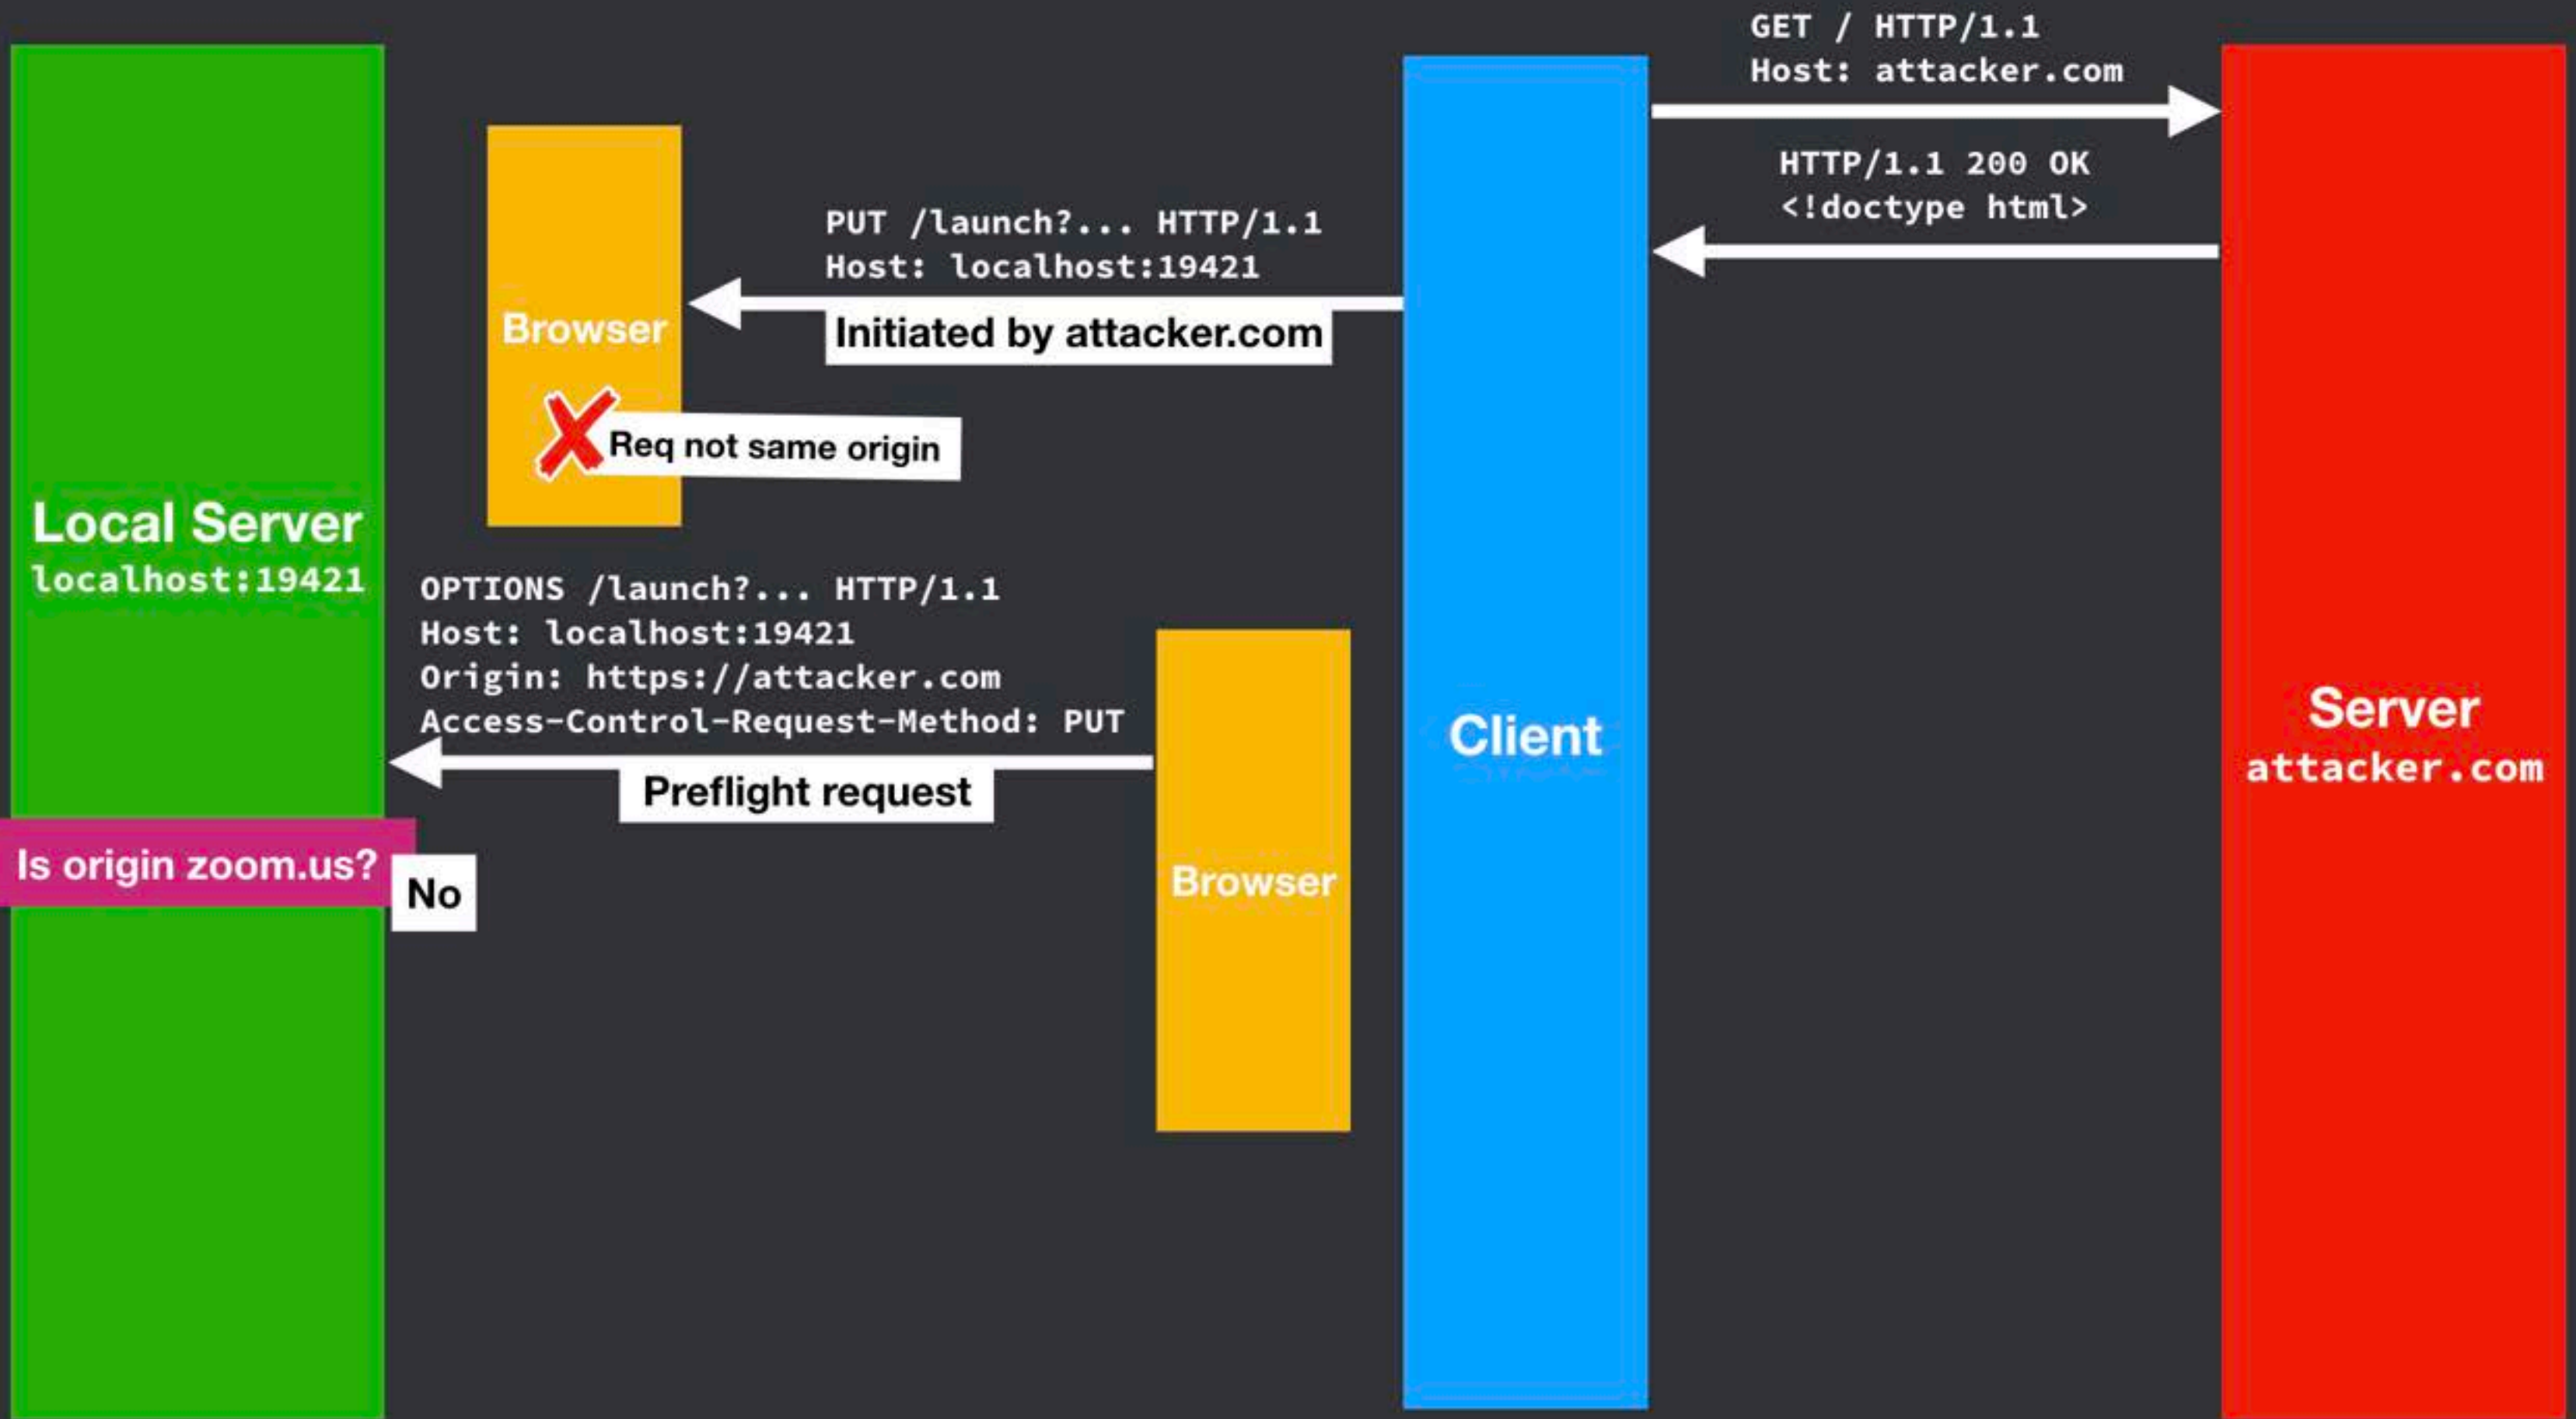 GET / HTTP/1.1
Host: attacker.com
HTTP/1.1 200 OK
<!doctype html>
PUT /launch?... HTTP/1.1
Host: localhost:19421
Initiated by attacker.com
Browser
Req not same origin
Local Server
localhost:19421
OPTIONS /launch?... HTTP/1.1
Host: localhost:19421
Origin: https://attacker.com
Access-Control-Request-Method: PUT
Preflight request
Is origin zoom.us?
No
Browser
Client
Server
attacker.com